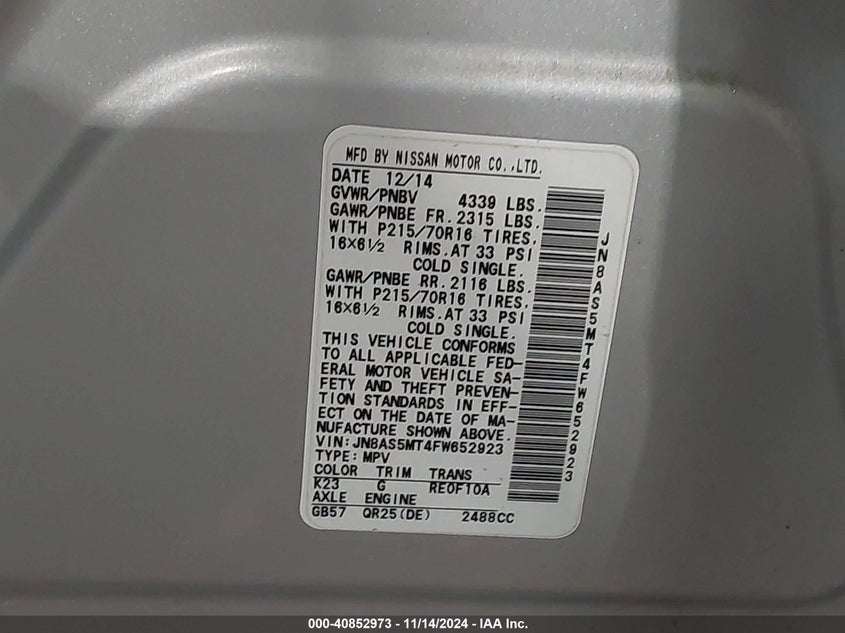 MFD BY NISSAN MOTOR CO.,LTD.
DATE 12/14
GVWR/PNBV 4339 LBS.
GAWR/PNBE FR. 2315 LBS.
WITH P215/70R16 TIRES,
16×6½ RIMS. AT 33 PSI
COLD SINGLE.
GAWR/PNBE RR. 2116 LBS.
WITH P215/70R16 TIRES,
16×6½ RIMS. AT 33 PSI
COLD SINGLE.
THIS VEHICLE CONFORMS
TO ALL APPLICABLE FED-
ERAL MOTOR VEHICLE SA-
FETY AND THEFT PREVEN-
TION STANDARDS IN EFF-
ECT ON THE DATE OF MA-
NUFACTURE SHOWN ABOVE.
VIN:JN8AS5MT4FW652923
TYPE:MPV
COLOR TRIM TRANS
K23 G RE0F10A
AXLE ENGINE
GB57 QR25(DE) 2488CC
JN8AS5MT4FW652923
000-40852973 - 11/14/2024 - IAA Inc.